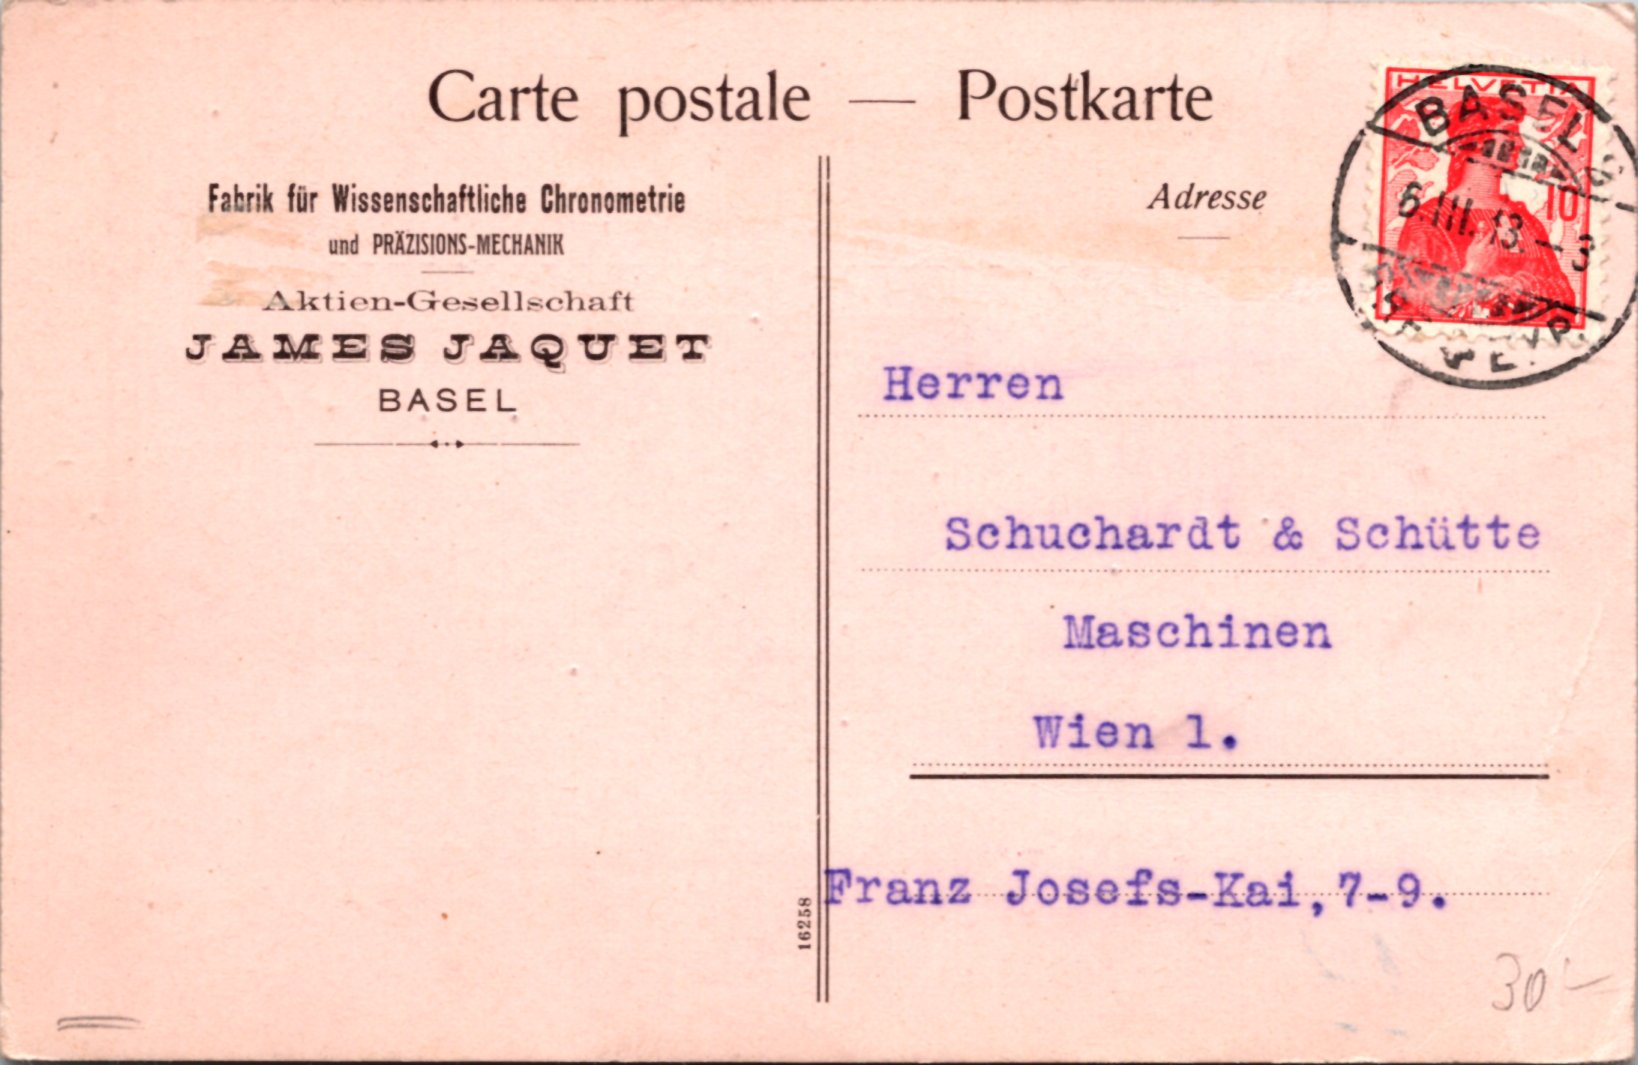 Carte postale — Postkarte
Fabrik für Wissenschaftliche Chronometrie
und PRÄZISIONS-MECHANIK
Aktien-Gesellschaft
JAMES JAQUET
BASEL
Adresse
HELVETIA
10
BASEL
6.III.13.-3
Herren
Schuchardt & Schütte
Maschinen
Wien 1.
Franz Josefs-Kai, 7-9.
16258
30.-